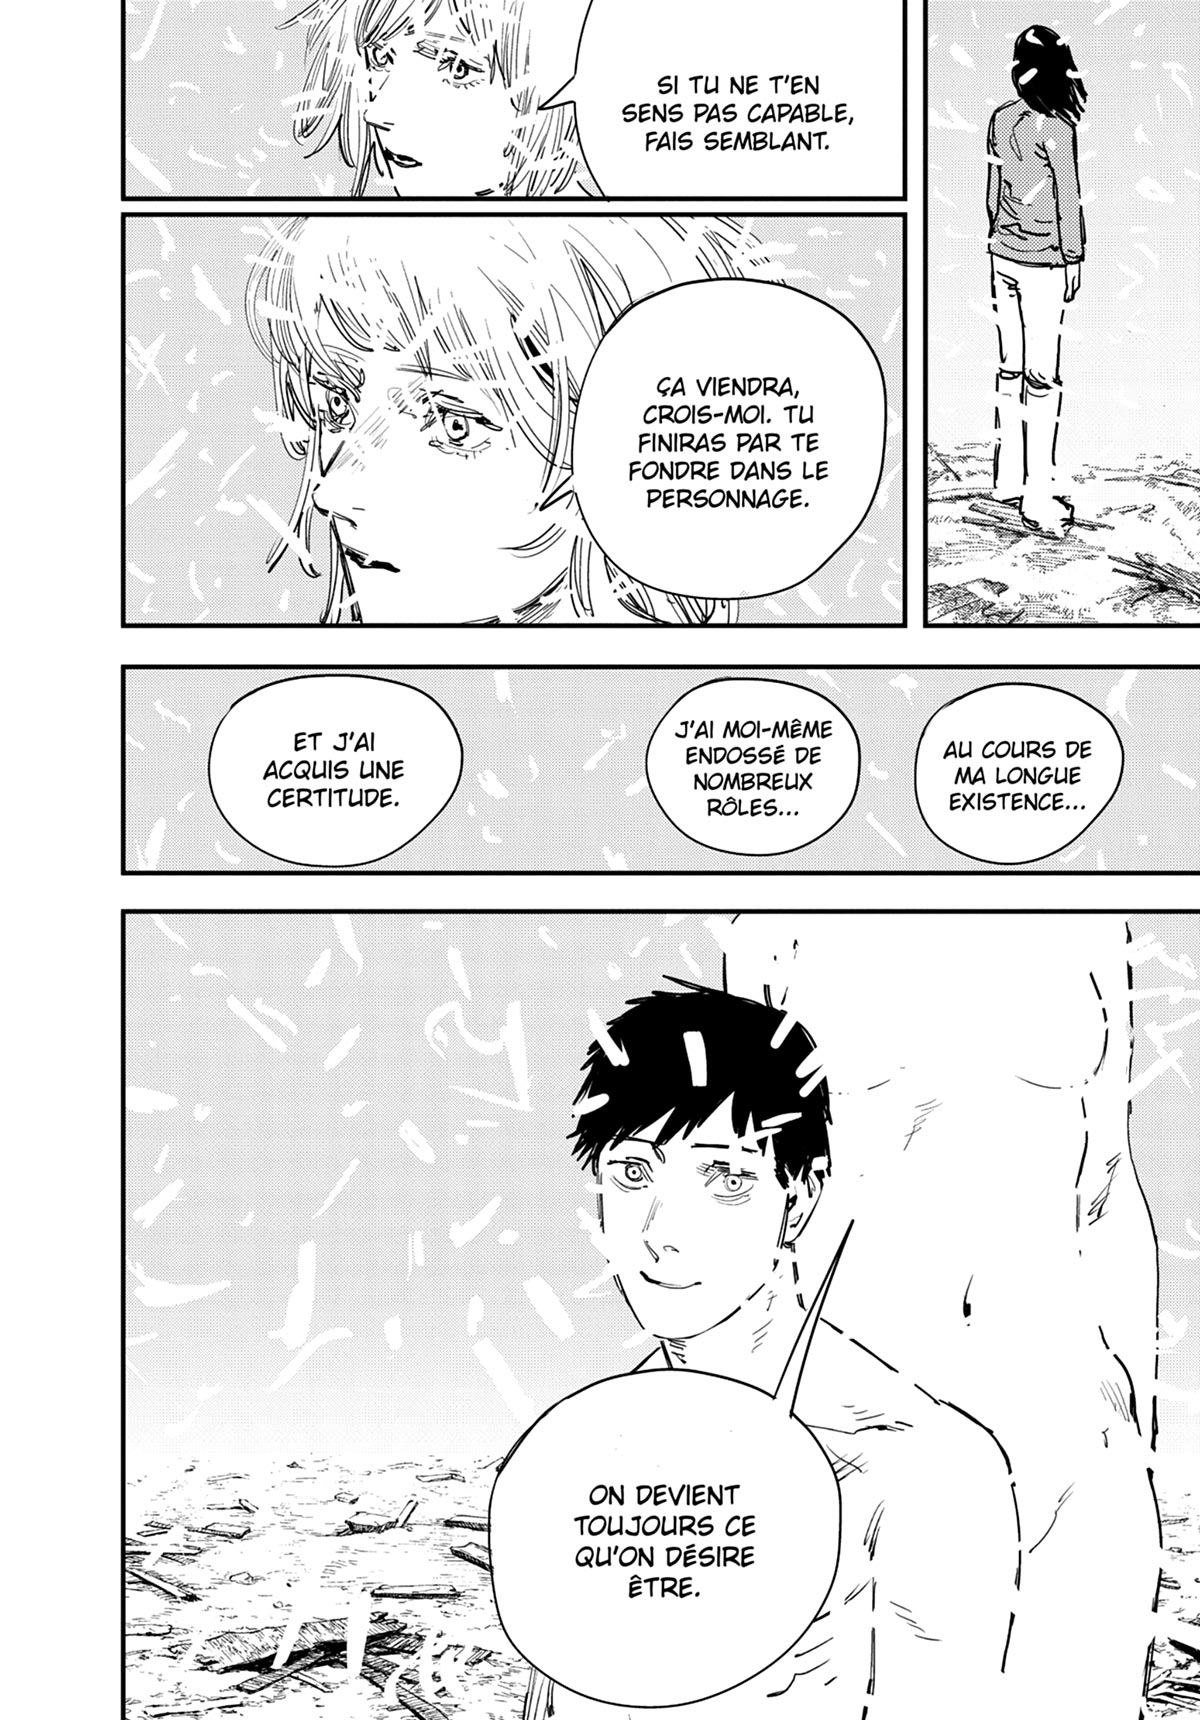 SI TU NE T'EN
SENS PAS CAPABLE,
FAIS SEMBLANT.
ÇA VIENDRA,
CROIS-MOI. TU
FINIRAS PAR TE
FONDRE DANS LE
PERSONNAGE.
AU COURS DE
MA LONGUE
EXISTENCE...
J'AI MOI-MÊME
ENDOSSÉ DE
NOMBREUX
RÔLES...
ET J'AI
ACQUIS UNE
CERTITUDE.
ON DEVIENT
TOUJOURS CE
QU'ON DÉSIRE
ÊTRE.